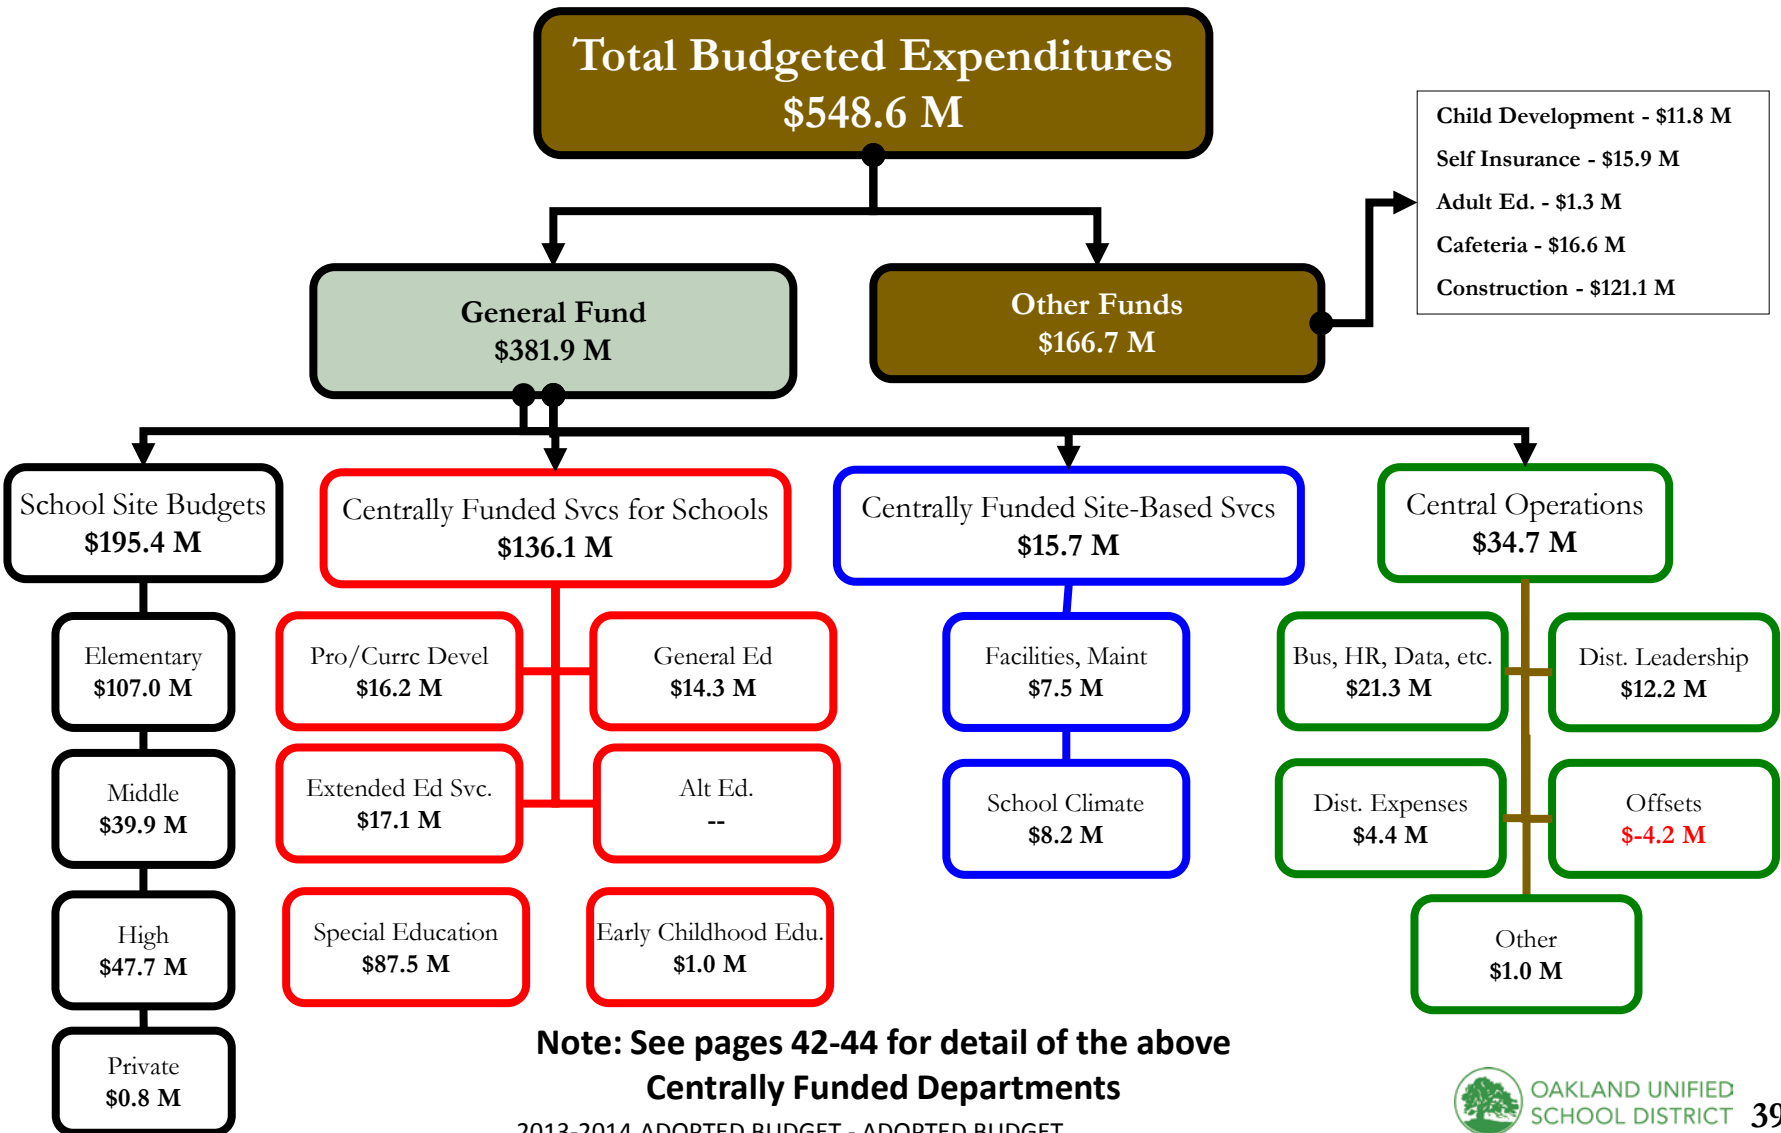 Total Budgeted Expenditures
$548.6 M
Child Development - $11.8 M
Self Insurance - $15.9 M
Adult Ed. - $1.3 M
Cafeteria - $16.6 M
Construction - $121.1 M
General Fund
$381.9 M
Other Funds
$166.7 M
School Site Budgets
$195.4 M
Centrally Funded Svcs for Schools
$136.1 M
Centrally Funded Site-Based Svcs
$15.7 M
Central Operations
$34.7 M
Elementary
$107.0 M
Pro/Currc Devel
$16.2 M
General Ed
$14.3 M
Facilities, Maint
$7.5 M
Bus, HR, Data, etc.
$21.3 M
Dist. Leadership
$12.2 M
Middle
$39.9 M
Extended Ed Svc.
$17.1 M
Alt Ed.
--
School Climate
$8.2 M
Dist. Expenses
$4.4 M
Offsets
$-4.2 M
High
$47.7 M
Special Education
$87.5 M
Early Childhood Edu.
$1.0 M
Other
$1.0 M
Private
$0.8 M
Note: See pages 42-44 for detail of the above
Centrally Funded Departments
2013-2014 ADOPTED BUDGET - ADOPTED BUDGET
OAKLAND UNIFIED
SCHOOL DISTRICT
39